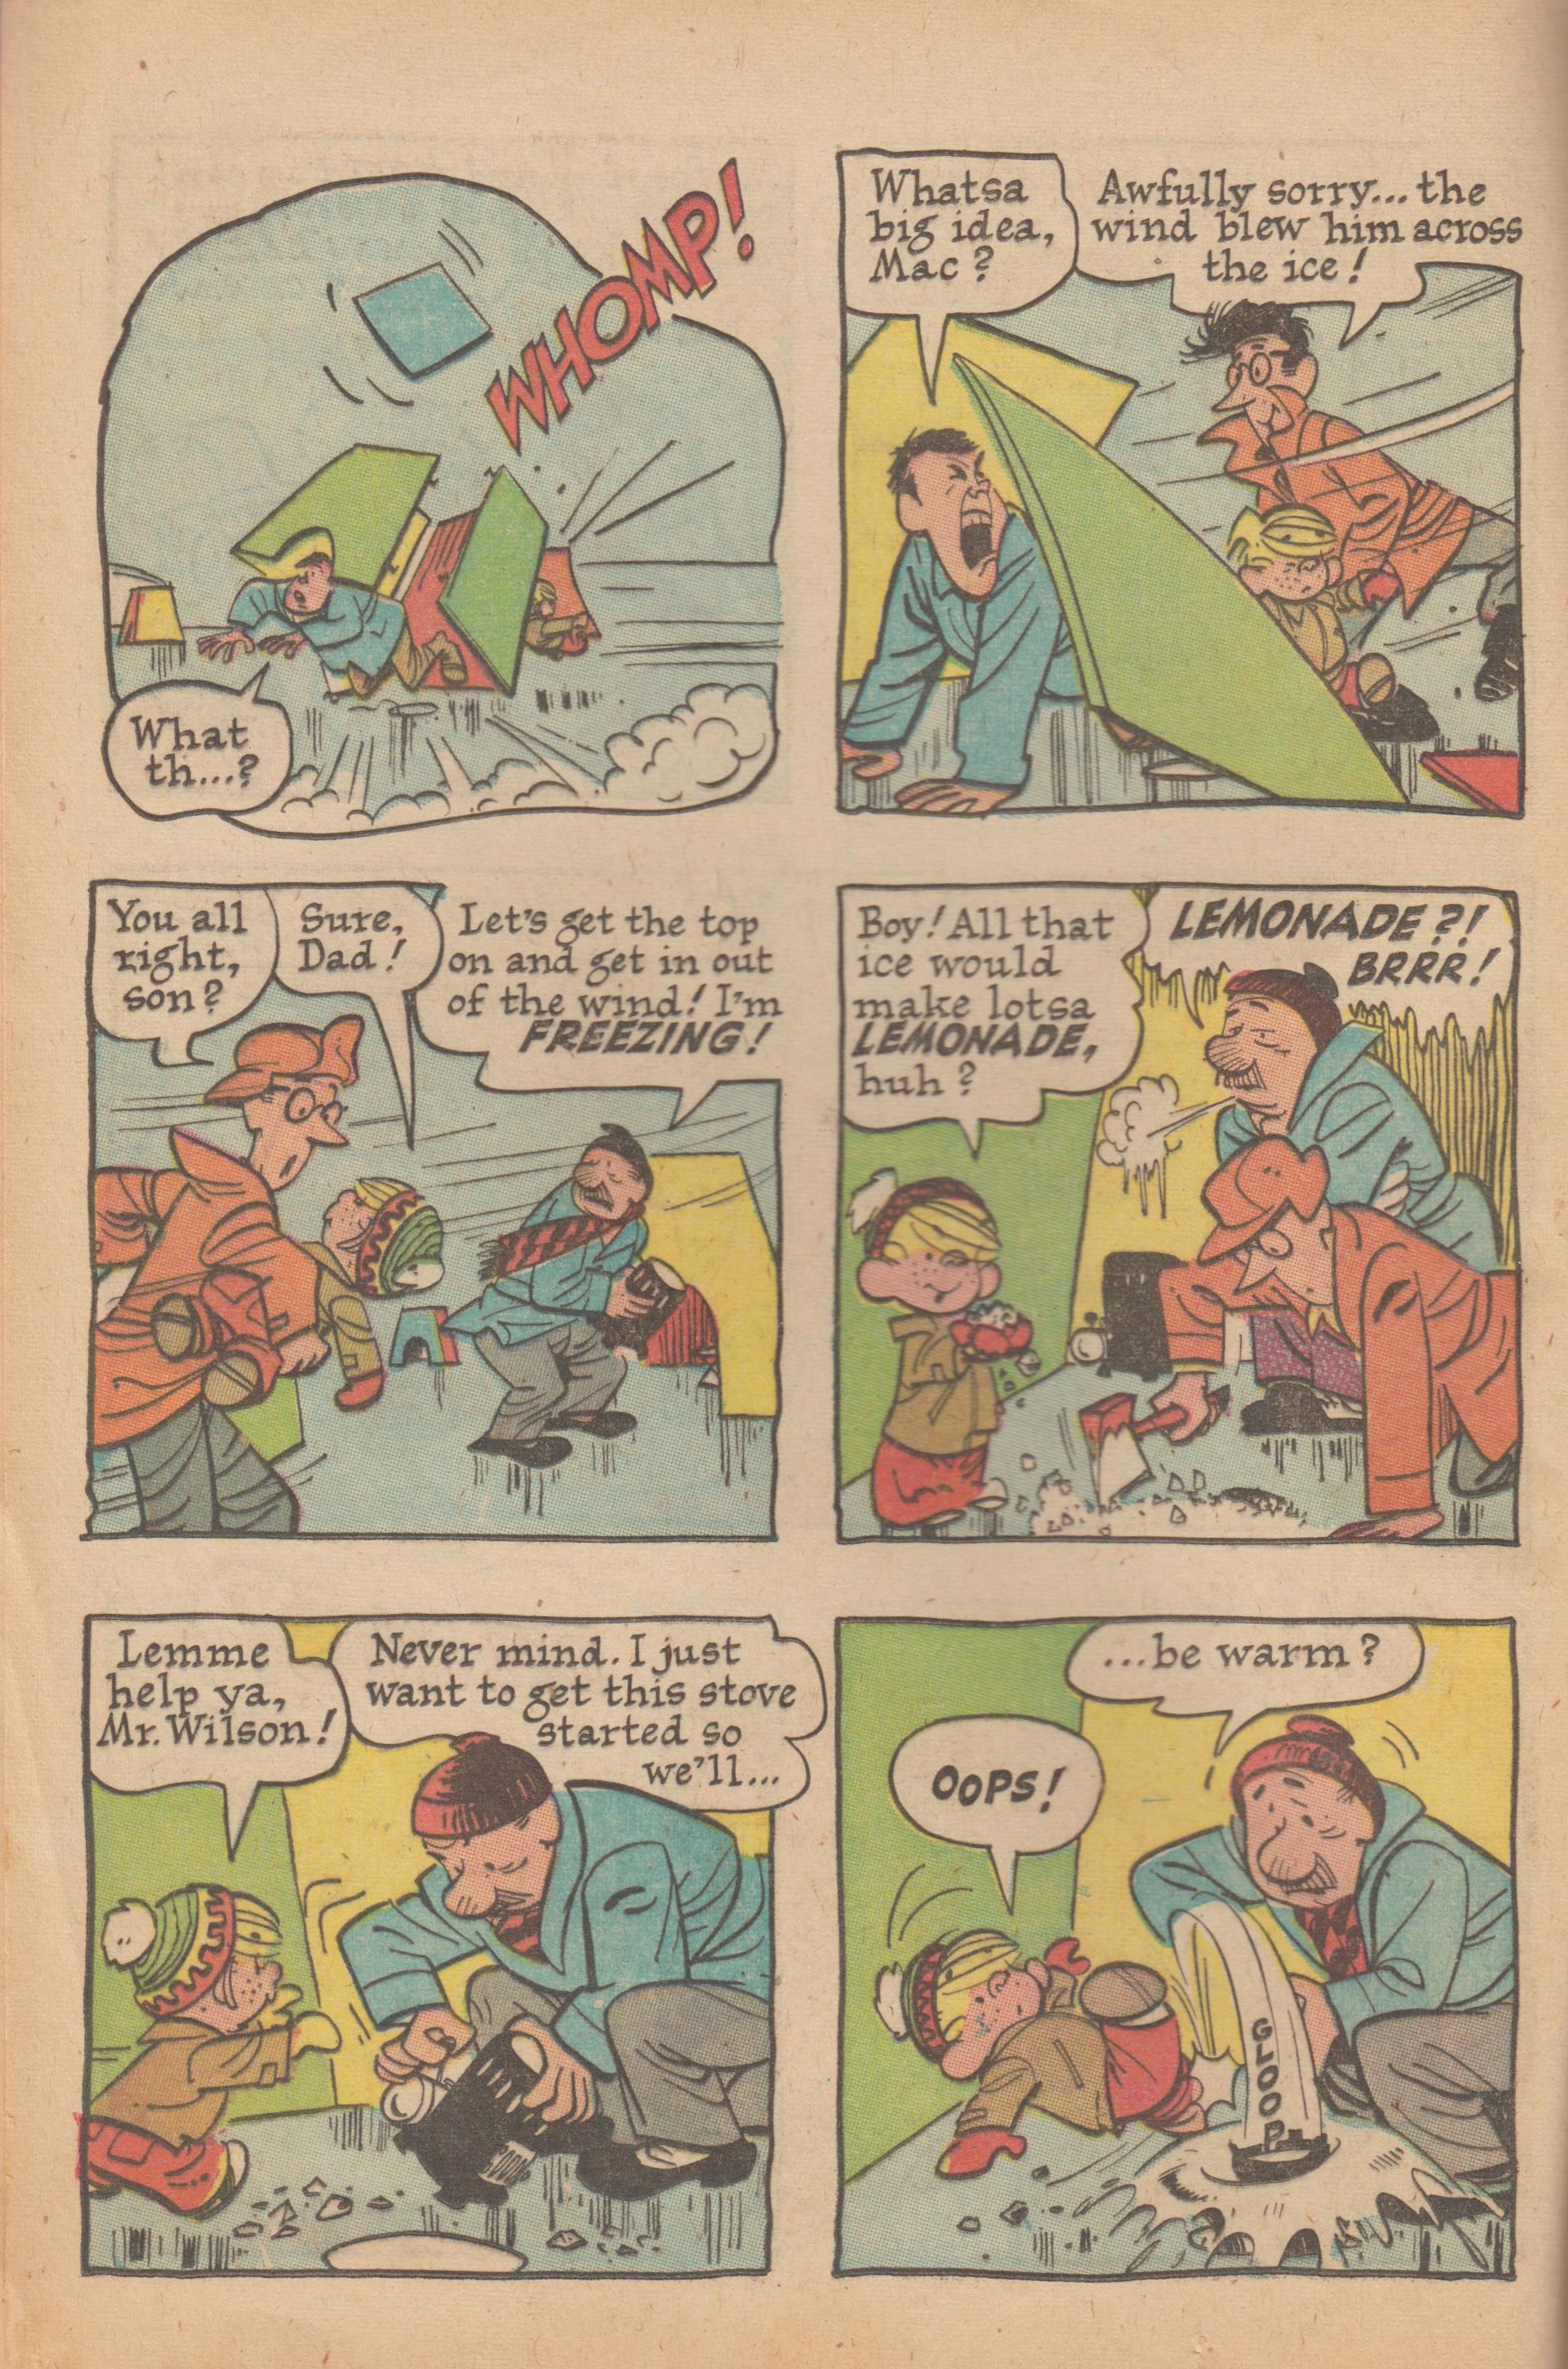 WHOMP!
What
th...?
Whatsa
big idea,
Mac?
Awfully sorry...the
wind blew him across
the ice!
You all
right,
son?
Sure,
Dad!
Let's get the top
on and get in out
of the wind! I'm
FREEZING!
Boy! All that
ice would
make lotsa
LEMONADE,
huh?
LEMONADE?!
BRRR!
Lemme
help ya,
Mr. Wilson!
Never mind. I just
want to get this stove
started so
we'll...
OOPS!
...be warm?
GLOOP